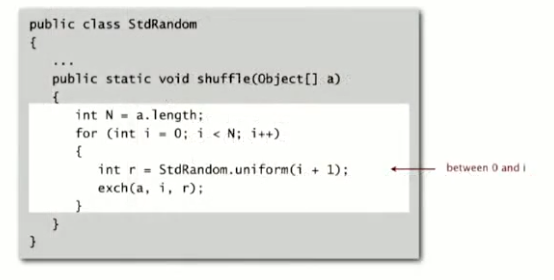 public class StdRandom
{
...
public static void shuffle(Object[] a)
{
int N = a.length;
for (int i = 0; i < N; i++)
{
int r = StdRandom.uniform(i + 1);
exch(a, i, r);
}
}
}
between 0 and i